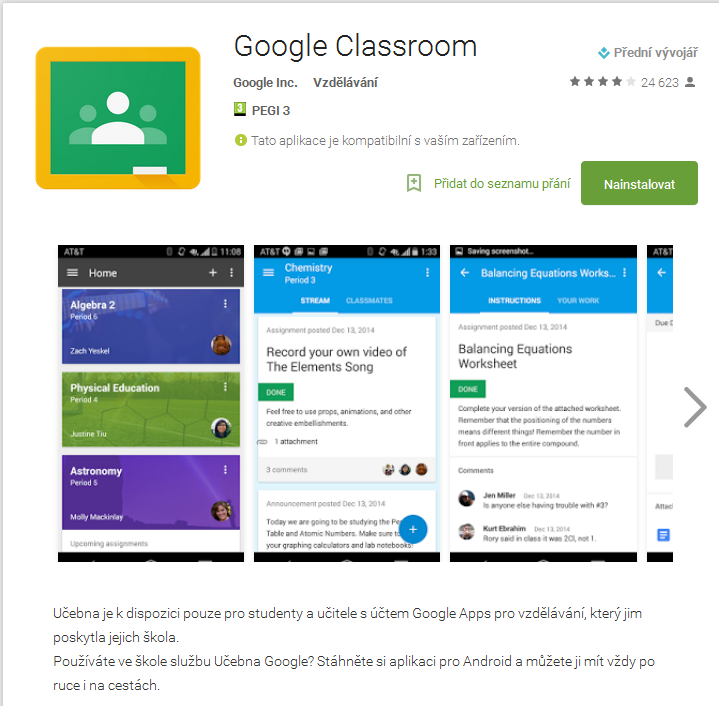 Google Classroom
Přední vývojář
Google Inc. Vzdělávání
24 623
3 PEGI 3
Tato aplikace je kompatibilní s vaším zařízením.
Přidat do seznamu přání
Nainstalovat
AT&T 11:08
Home
Algebra 2
Period 6
Zach Yeskel
Physical Education
Period 4
Justine Tiu
Astronomy
Period 5
Molly Mackinlay
Upcoming assignments
AT&T 1:33
Chemistry
Period 3
STREAM CLASSMATES
Assignment posted Dec 13, 2014
Record your own video of
The Elements Song
DONE
Feel free to use props, animations, and other
creative embellishments.
1 attachment
3 comments
Announcement posted Dec 13, 2014
Today we are going to be studying the Pe
Table and Atomic Numbers. Make sure to
your graphing calculators and lab notebooks!
Saving screenshot...
Balancing Equations Works...
INSTRUCTIONS YOUR WORK
Assignment posted Dec 13, 2014
Balancing Equations
Worksheet
DONE
Complete your version of the attached worksheet.
Remember that the positioning of the numbers
means different things! Remember the number in
front applies to the entire compound.
Comments
Jen Miller Dec 13, 2014
Is anyone else having trouble with #3?
Kurt Ebrahim Dec 13, 2014
Rory said in class it was 2Cl, not 1.
AT&T
Due D
Attac
Učebna je k dispozici pouze pro studenty a učitele s účtem Google Apps pro vzdělávání, který jim
poskytla jejich škola.
Používáte ve škole službu Učebna Google? Stáhněte si aplikaci pro Android a můžete ji mít vždy po
ruce i na cestách.